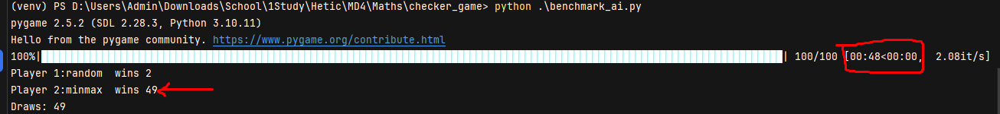 (venv) PS D:\Users\Admin\Downloads\School\1Study\Hetic\MD4\Maths\checker_game> python .\benchmark_ai.py
pygame 2.5.2 (SDL 2.28.3, Python 3.10.11)
Hello from the pygame community. https://www.pygame.org/contribute.html
100%| | 100/100 [00:48<00:00,  2.08it/s]
Player 1:random  wins 2
Player 2:minmax  wins 49
Draws: 49